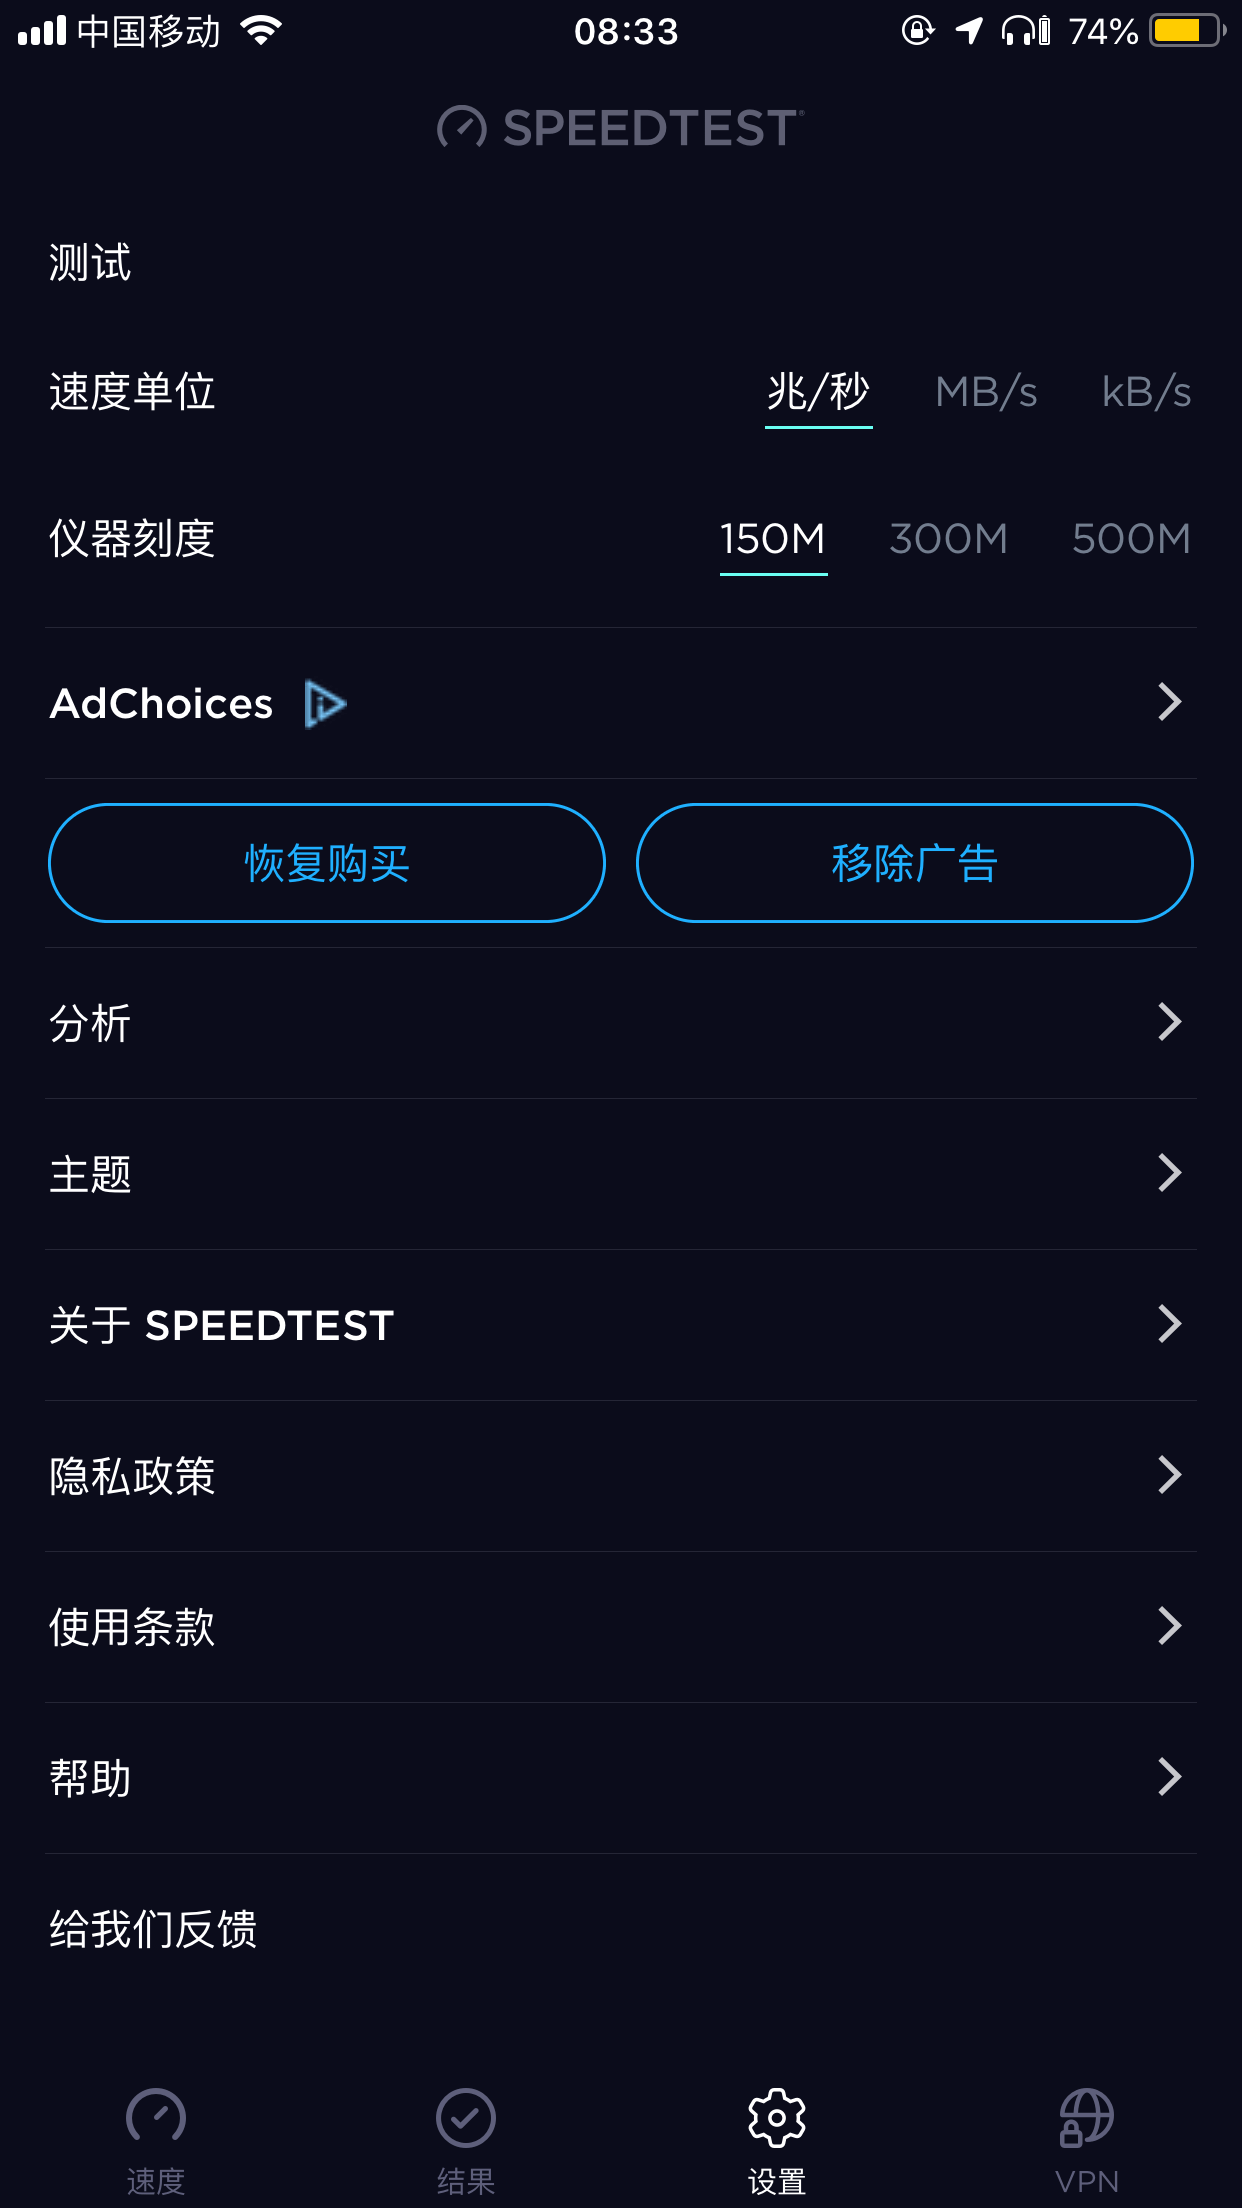 中国移动 08:33 74%
SPEEDTEST
测试
速度单位 兆/秒 MB/s kB/s
仪器刻度 150M 300M 500M
AdChoices
恢复购买 移除广告
分析
主题
关于 SPEEDTEST
隐私政策
使用条款
帮助
给我们反馈
速度 结果 设置 VPN